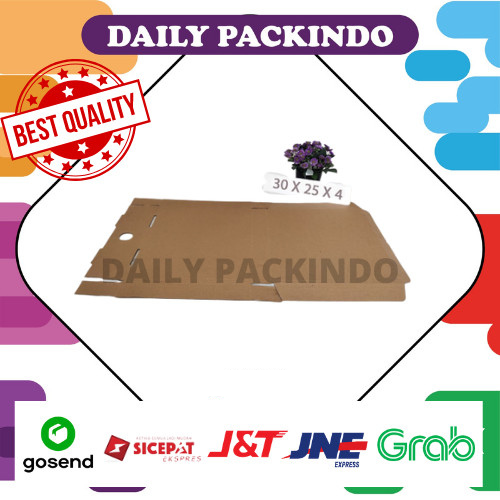 DAILY PACKINDO
BEST QUALITY
30 X 25 X 4
DAILY PACKINDO
gosend
SICEPAT
EKSPRES
J&T
JNE
EXPRESS
Grab